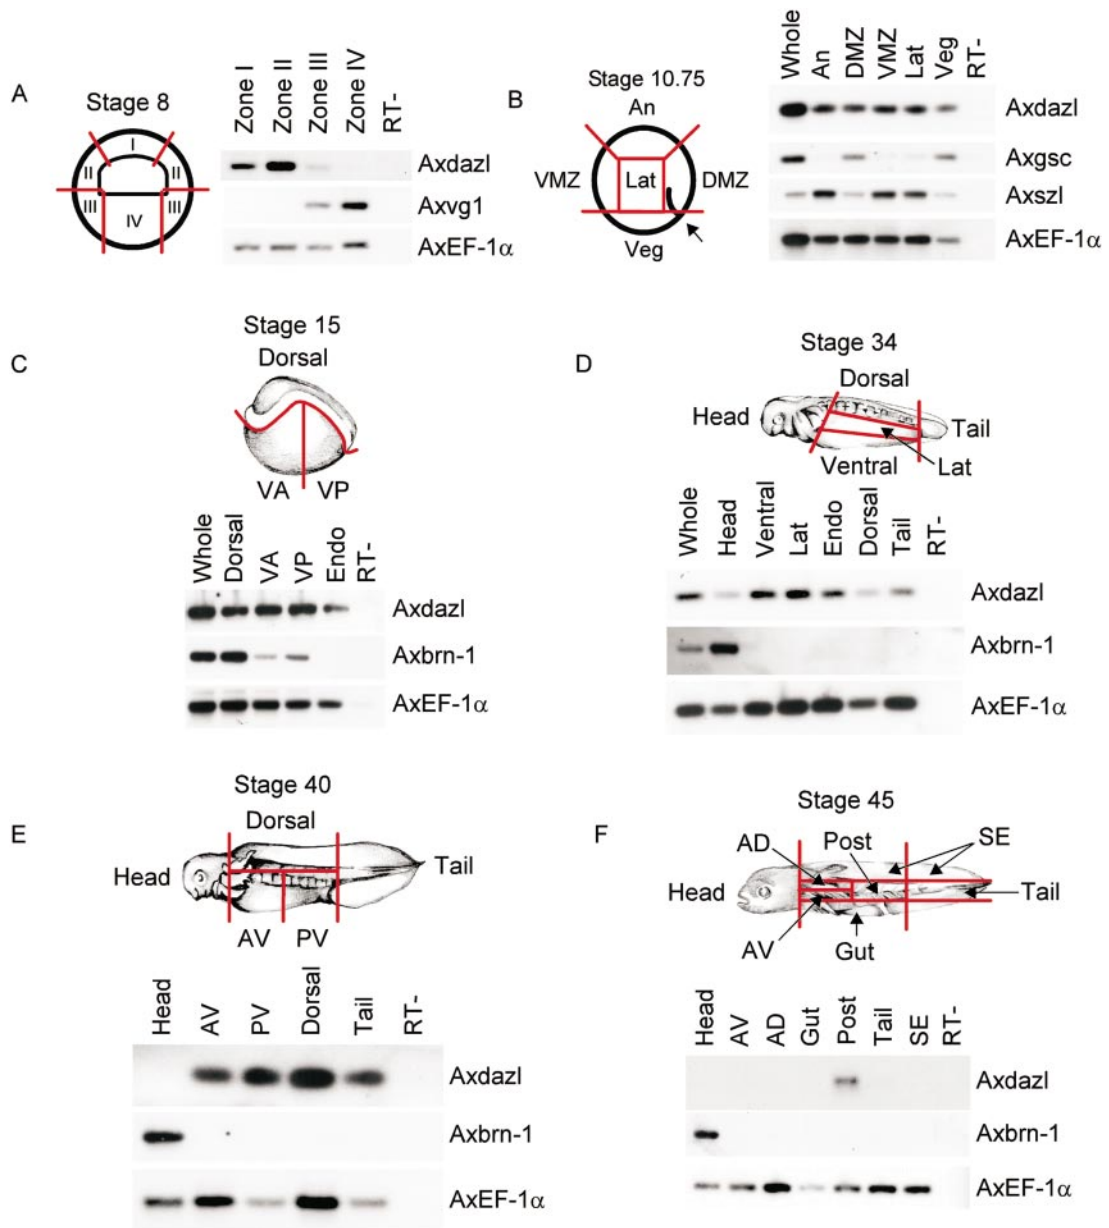 A
Stage 8
I
II
II
III
III
IV
Zone I
Zone II
Zone III
Zone IV
RT-
Axdazl
Axvg1
AxEF-1α
B
Stage 10.75
An
VMZ
Lat
DMZ
Veg
Whole
An
DMZ
VMZ
Lat
Veg
RT-
Axdazl
Axgsc
Axszl
AxEF-1α
C
Stage 15
Dorsal
VA
VP
Whole
Dorsal
VA
VP
Endo
RT-
Axdazl
Axbrn-1
AxEF-1α
D
Stage 34
Dorsal
Head
Tail
Ventral
Lat
Whole
Head
Ventral
Lat
Endo
Dorsal
Tail
RT-
Axdazl
Axbrn-1
AxEF-1α
E
Stage 40
Dorsal
Head
Tail
AV
PV
Head
AV
PV
Dorsal
Tail
RT-
Axdazl
Axbrn-1
AxEF-1α
F
Stage 45
AD
Post
SE
Head
Tail
AV
Gut
Head
AV
AD
Gut
Post
Tail
SE
RT-
Axdazl
Axbrn-1
AxEF-1α